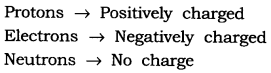 Protons → Positively charged
Electrons → Negatively charged
Neutrons → No charge